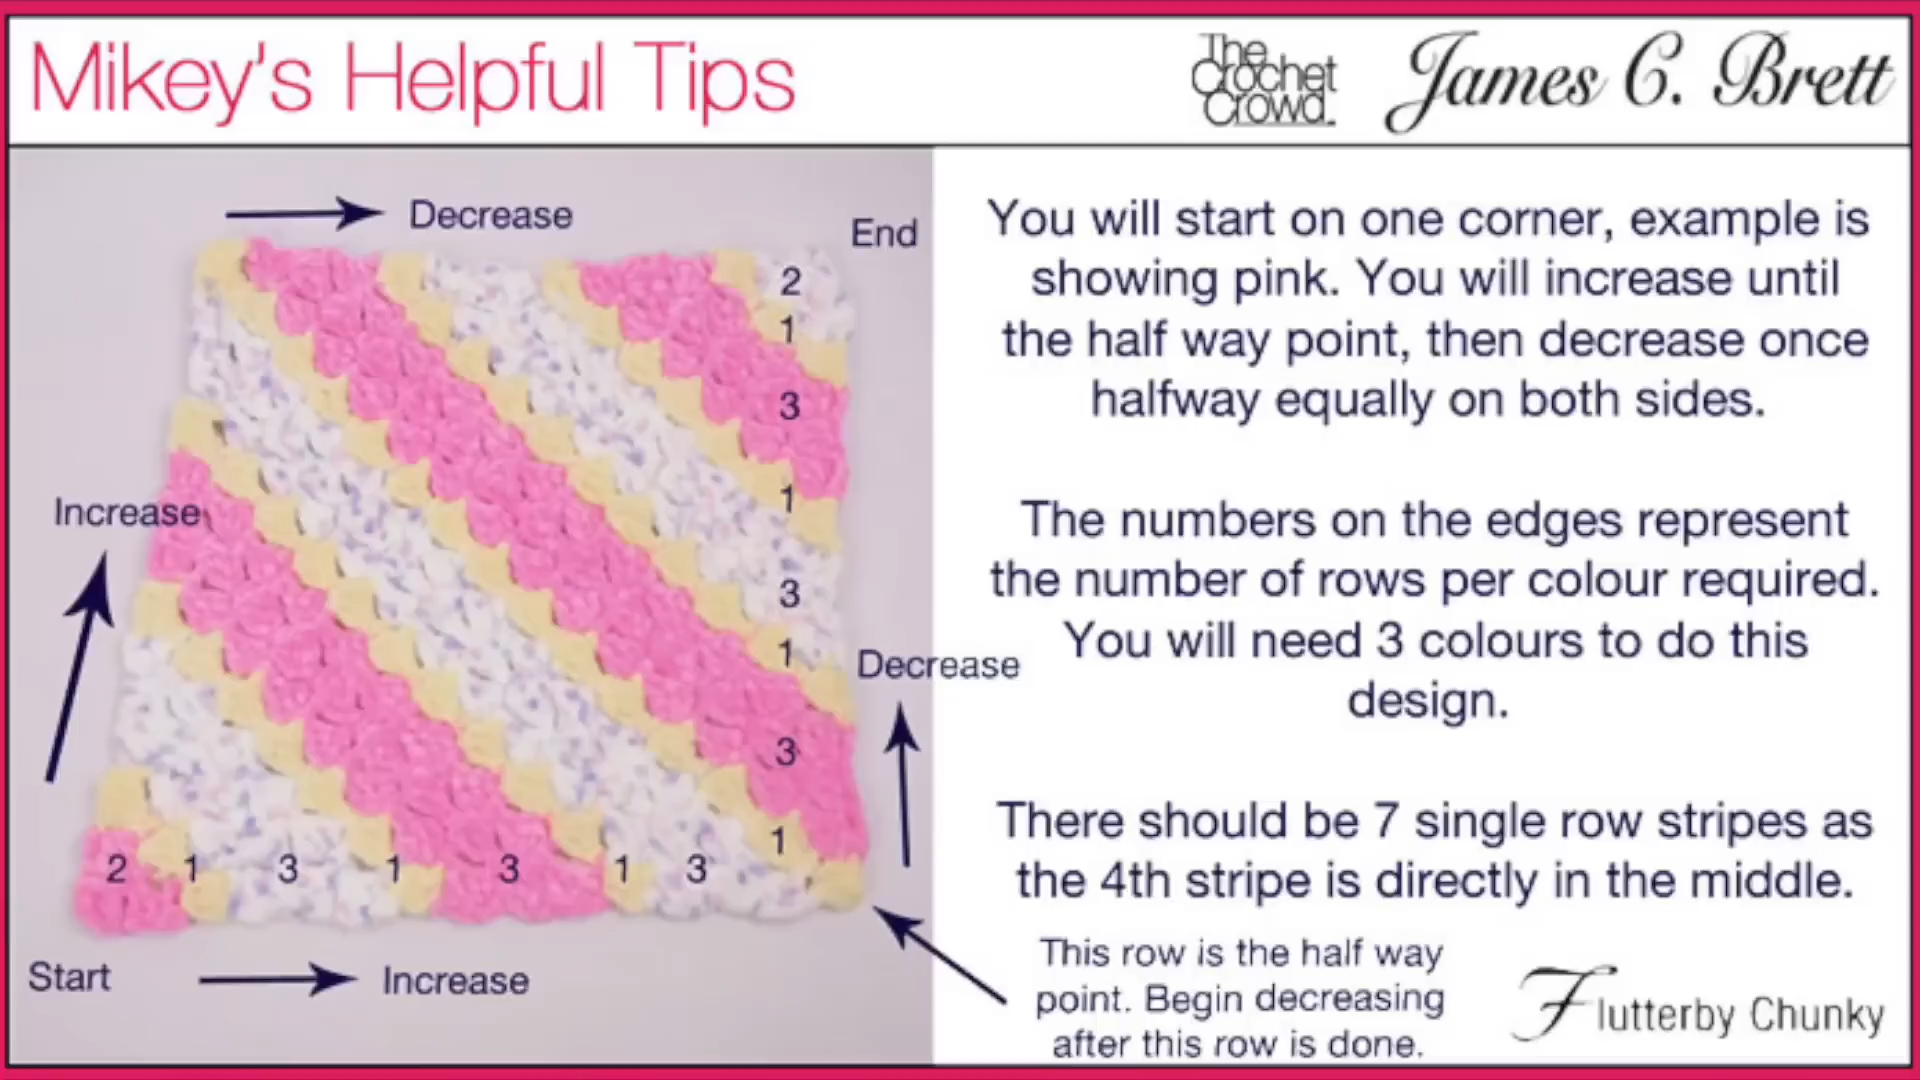 Mikey's Helpful Tips
The
Crochet
Crowd.
James C. Brett
Decrease
End
2
1
3
1
3
1
3
1
Increase
Decrease
2 1 3 1 3 1 3
Start
Increase
You will start on one corner, example is
showing pink. You will increase until
the half way point, then decrease once
halfway equally on both sides.
The numbers on the edges represent
the number of rows per colour required.
You will need 3 colours to do this
design.
There should be 7 single row stripes as
the 4th stripe is directly in the middle.
This row is the half way
point. Begin decreasing
after this row is done.
Flutterby Chunky